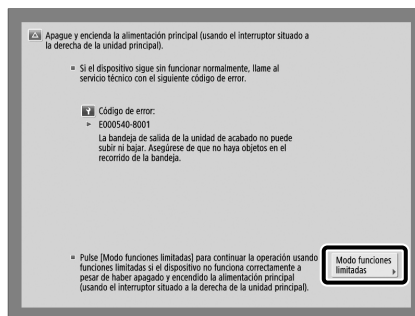 Apague y encienda la alimentación principal (usando el interruptor situado a
la derecha de la unidad principal).
Si el dispositivo sigue sin funcionar normalmente, llame al
servicio técnico con el siguiente código de error.
Código de error:
E000540-8001
La bandeja de salida de la unidad de acabado no puede
subir ni bajar. Asegúrese de que no haya objetos en el
recorrido de la bandeja.
Pulse [Modo funciones limitadas] para continuar la operación usando
funciones limitadas si el dispositivo no funciona correctamente a
pesar de haber apagado y encendido la alimentación principal
(usando el interruptor situado a la derecha de la unidad principal).
Modo funciones
limitadas